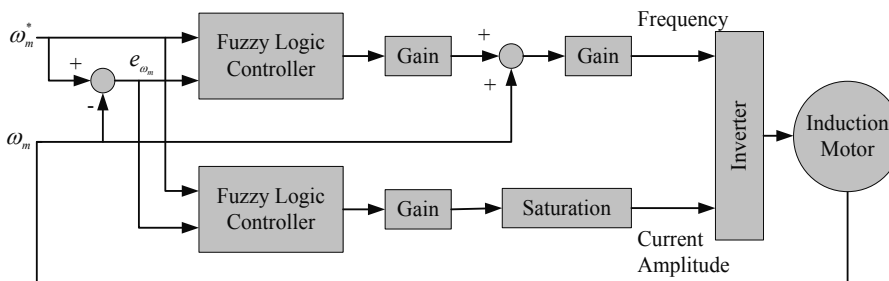 Frequency
ω*m
Fuzzy Logic
Controller
Gain
+
Gain
+
eωm
+
-
ωm
Inverter
Induction
Motor
Fuzzy Logic
Controller
Gain
Saturation
Current
Amplitude